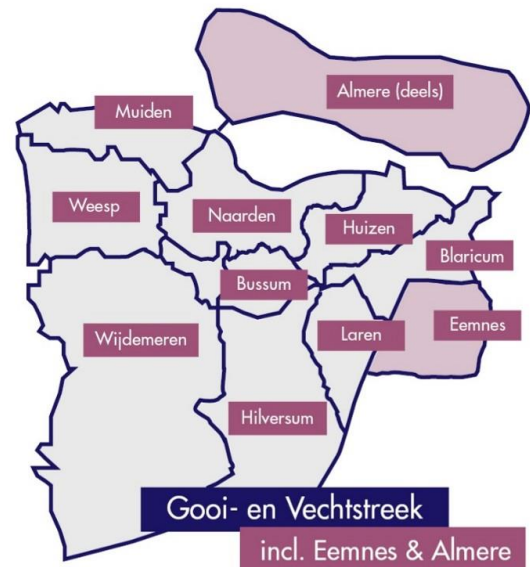 Almere (deels)
Muiden
Weesp
Naarden
Huizen
Blaricum
Bussum
Wijdemeren
Laren
Eemnes
Hilversum
Gooi- en Vechtstreek
incl. Eemnes & Almere